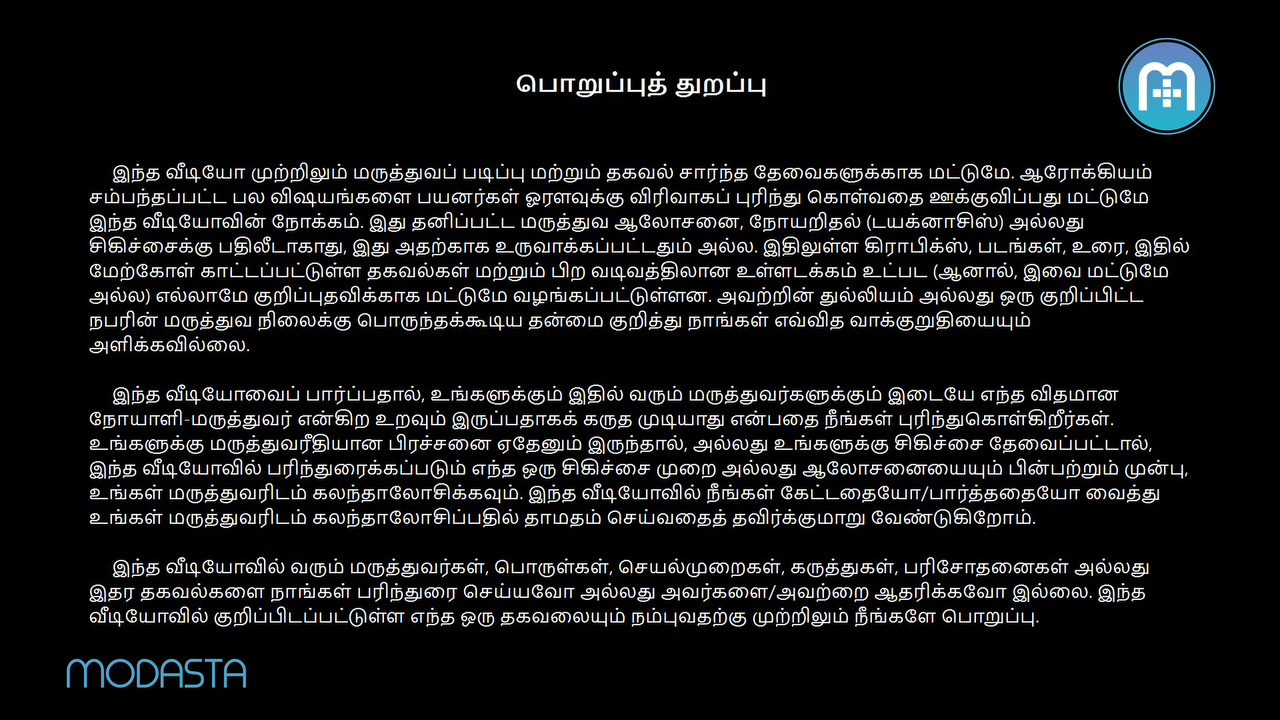 பொறுப்புத் துறப்பு
இந்த வீடியோ முற்றிலும் மருத்துவப் படிப்பு மற்றும் தகவல் சார்ந்த தேவைகளுக்காக மட்டுமே. ஆரோக்கியம்
சம்பந்தப்பட்ட பல விஷயங்களை பயனர்கள் ஓரளவுக்கு விரிவாகப் புரிந்து கொள்வதை ஊக்குவிப்பது மட்டுமே
இந்த வீடியோவின் நோக்கம். இது தனிப்பட்ட மருத்துவ ஆலோசனை, நோயறிதல் (டயக்னாசிஸ்) அல்லது
சிகிச்சைக்கு பதிலீடாகாது, இது அதற்காக உருவாக்கப்பட்டதும் அல்ல. இதிலுள்ள கிராபிக்ஸ், படங்கள், உரை, இதில்
மேற்கோள் காட்டப்பட்டுள்ள தகவல்கள் மற்றும் பிற வடிவத்திலான உள்ளடக்கம் உட்பட (ஆனால், இவை மட்டுமே
அல்ல) எல்லாமே குறிப்புதவிக்காக மட்டுமே வழங்கப்பட்டுள்ளன. அவற்றின் துல்லியம் அல்லது ஒரு குறிப்பிட்ட
நபரின் மருத்துவ நிலைக்கு பொருந்தக்கூடிய தன்மை குறித்து நாங்கள் எவ்வித வாக்குறுதியையும்
அளிக்கவில்லை.
இந்த வீடியோவைப் பார்ப்பதால், உங்களுக்கும் இதில் வரும் மருத்துவர்களுக்கும் இடையே எந்த விதமான
நோயாளி-மருத்துவர் என்கிற உறவும் இருப்பதாகக் கருத முடியாது என்பதை நீங்கள் புரிந்துகொள்கிறீர்கள்.
உங்களுக்கு மருத்துவரீதியான பிரச்சனை ஏதேனும் இருந்தால், அல்லது உங்களுக்கு சிகிச்சை தேவைப்பட்டால்,
இந்த வீடியோவில் பரிந்துரைக்கப்படும் எந்த ஒரு சிகிச்சை முறை அல்லது ஆலோசனையையும் பின்பற்றும் முன்பு,
உங்கள் மருத்துவரிடம் கலந்தாலோசிக்கவும். இந்த வீடியோவில் நீங்கள் கேட்டதையோ/பார்த்ததையோ வைத்து
உங்கள் மருத்துவரிடம் கலந்தாலோசிப்பதில் தாமதம் செய்வதைத் தவிர்க்குமாறு வேண்டுகிறோம்.
இந்த வீடியோவில் வரும் மருத்துவர்கள், பொருள்கள், செயல்முறைகள், கருத்துகள், பரிசோதனைகள் அல்லது
இதர தகவல்களை நாங்கள் பரிந்துரை செய்யவோ அல்லது அவர்களை/அவற்றை ஆதரிக்கவோ இல்லை. இந்த
வீடியோவில் குறிப்பிடப்பட்டுள்ள எந்த ஒரு தகவலையும் நம்புவதற்கு முற்றிலும் நீங்களே பொறுப்பு.
MODASTA